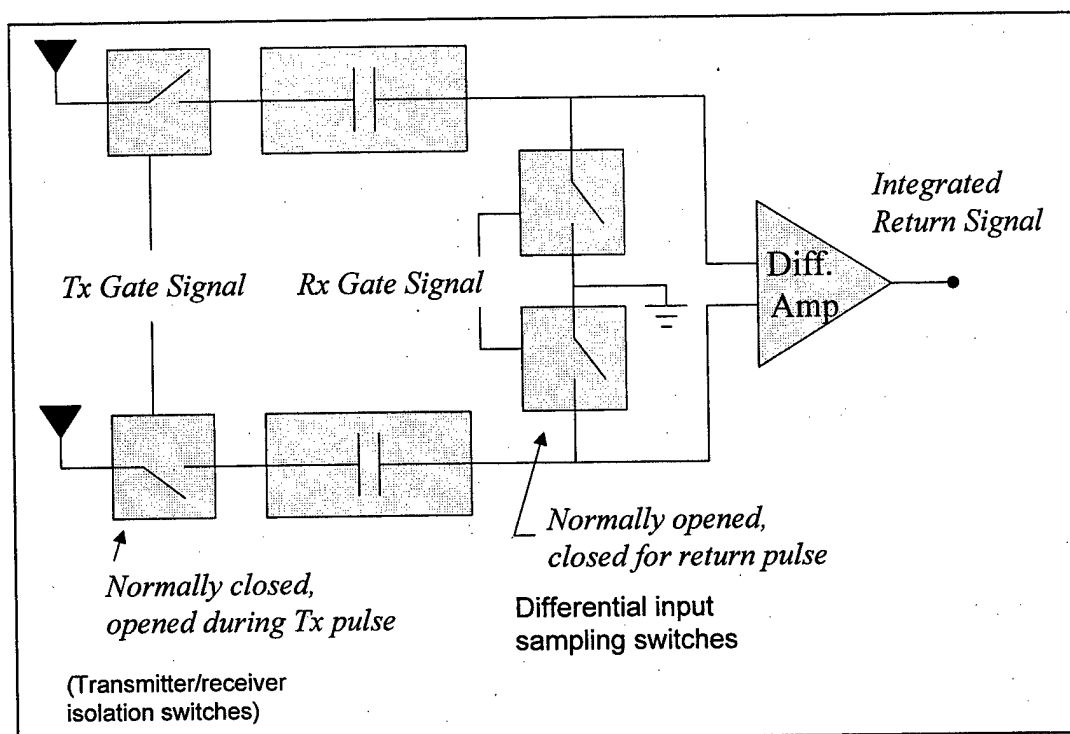 Integrated
Return Signal
Tx Gate Signal
Rx Gate Signal
Diff.
Amp
Normally opened,
closed for return pulse
Normally closed,
opened during Tx pulse
Differential input
sampling switches
(Transmitter/receiver
isolation switches)